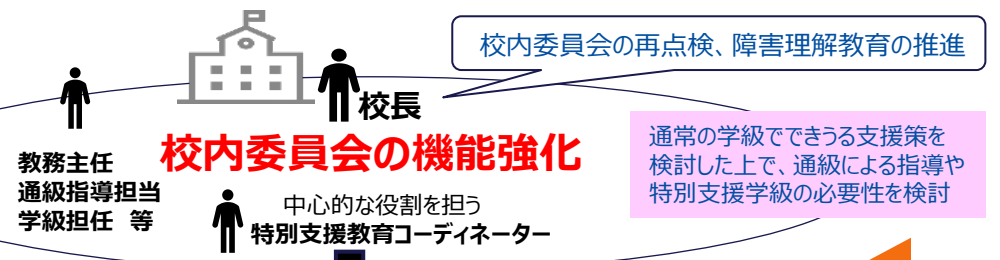 校内委員会の再点検、障害理解教育の推進
校長
校内委員会の機能強化
教務主任
通級指導担当
学級担任 等
中心的な役割を担う
特別支援教育コーディネーター
通常の学級でできうる支援策を
検討した上で、通級による指導や
特別支援学級の必要性を検討